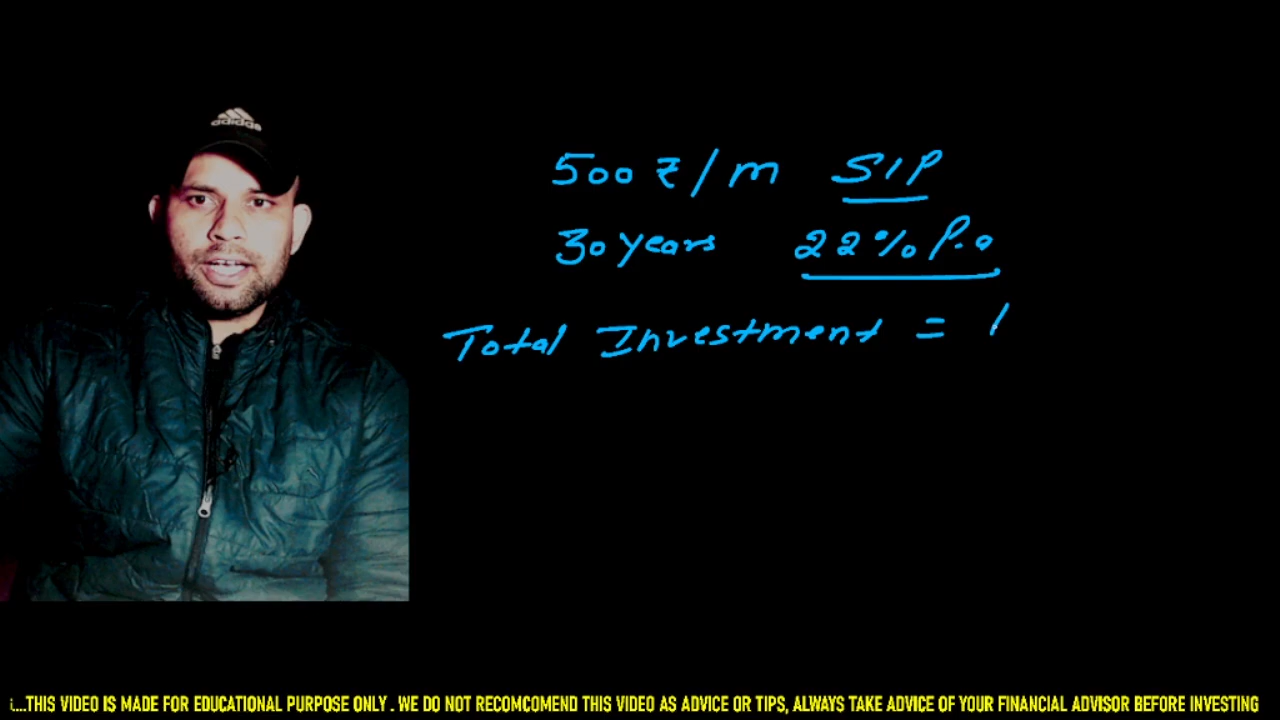 adidas
500 ₹/m SIP
30 years 22% P.a
Total Investment = 1
:...THIS VIDEO IS MADE FOR EDUCATIONAL PURPOSE ONLY . WE DO NOT RECOMCOMEND THIS VIDEO AS ADVICE OR TIPS, ALWAYS TAKE ADVICE OF YOUR FINANCIAL ADVISOR BEFORE INVESTING